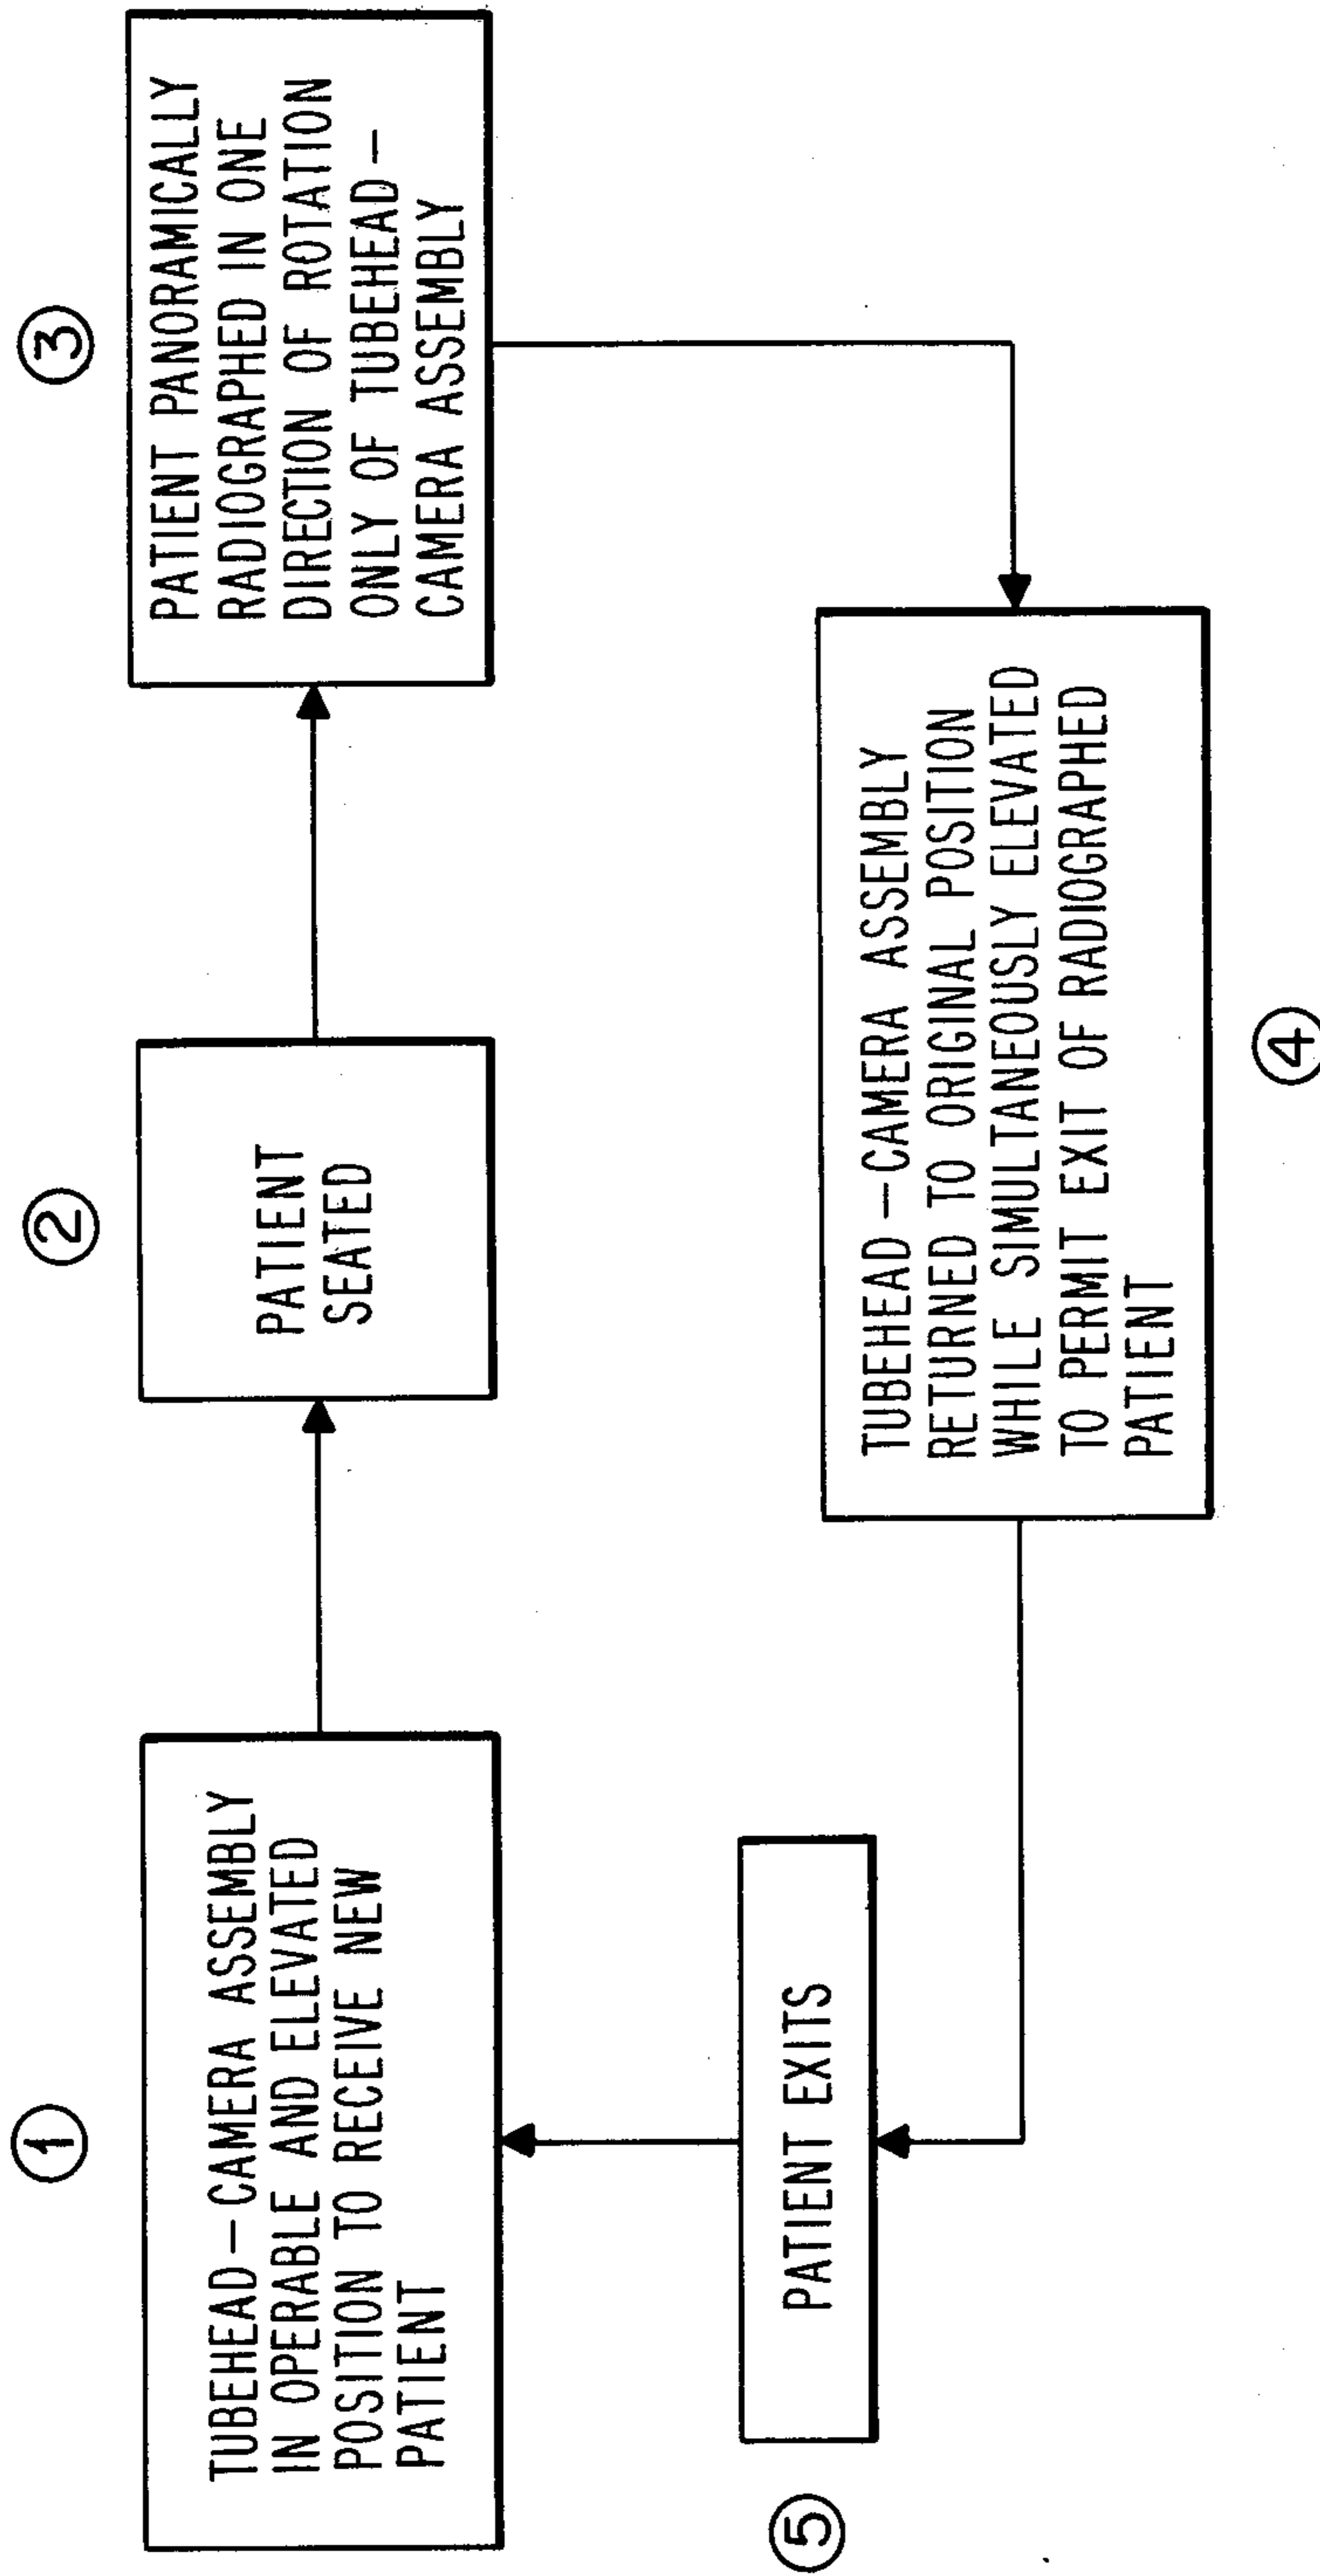 ①
TUBEHEAD-CAMERA ASSEMBLY
IN OPERABLE AND ELEVATED
POSITION TO RECEIVE NEW
PATIENT
②
PATIENT
SEATED
③
PATIENT PANORAMICALLY
RADIOGRAPHED IN ONE
DIRECTION OF ROTATION
ONLY OF TUBEHEAD-
CAMERA ASSEMBLY
TUBEHEAD-CAMERA ASSEMBLY
RETURNED TO ORIGINAL POSITION
WHILE SIMULTANEOUSLY ELEVATED
TO PERMIT EXIT OF RADIOGRAPHED
PATIENT
④
⑤
PATIENT EXITS